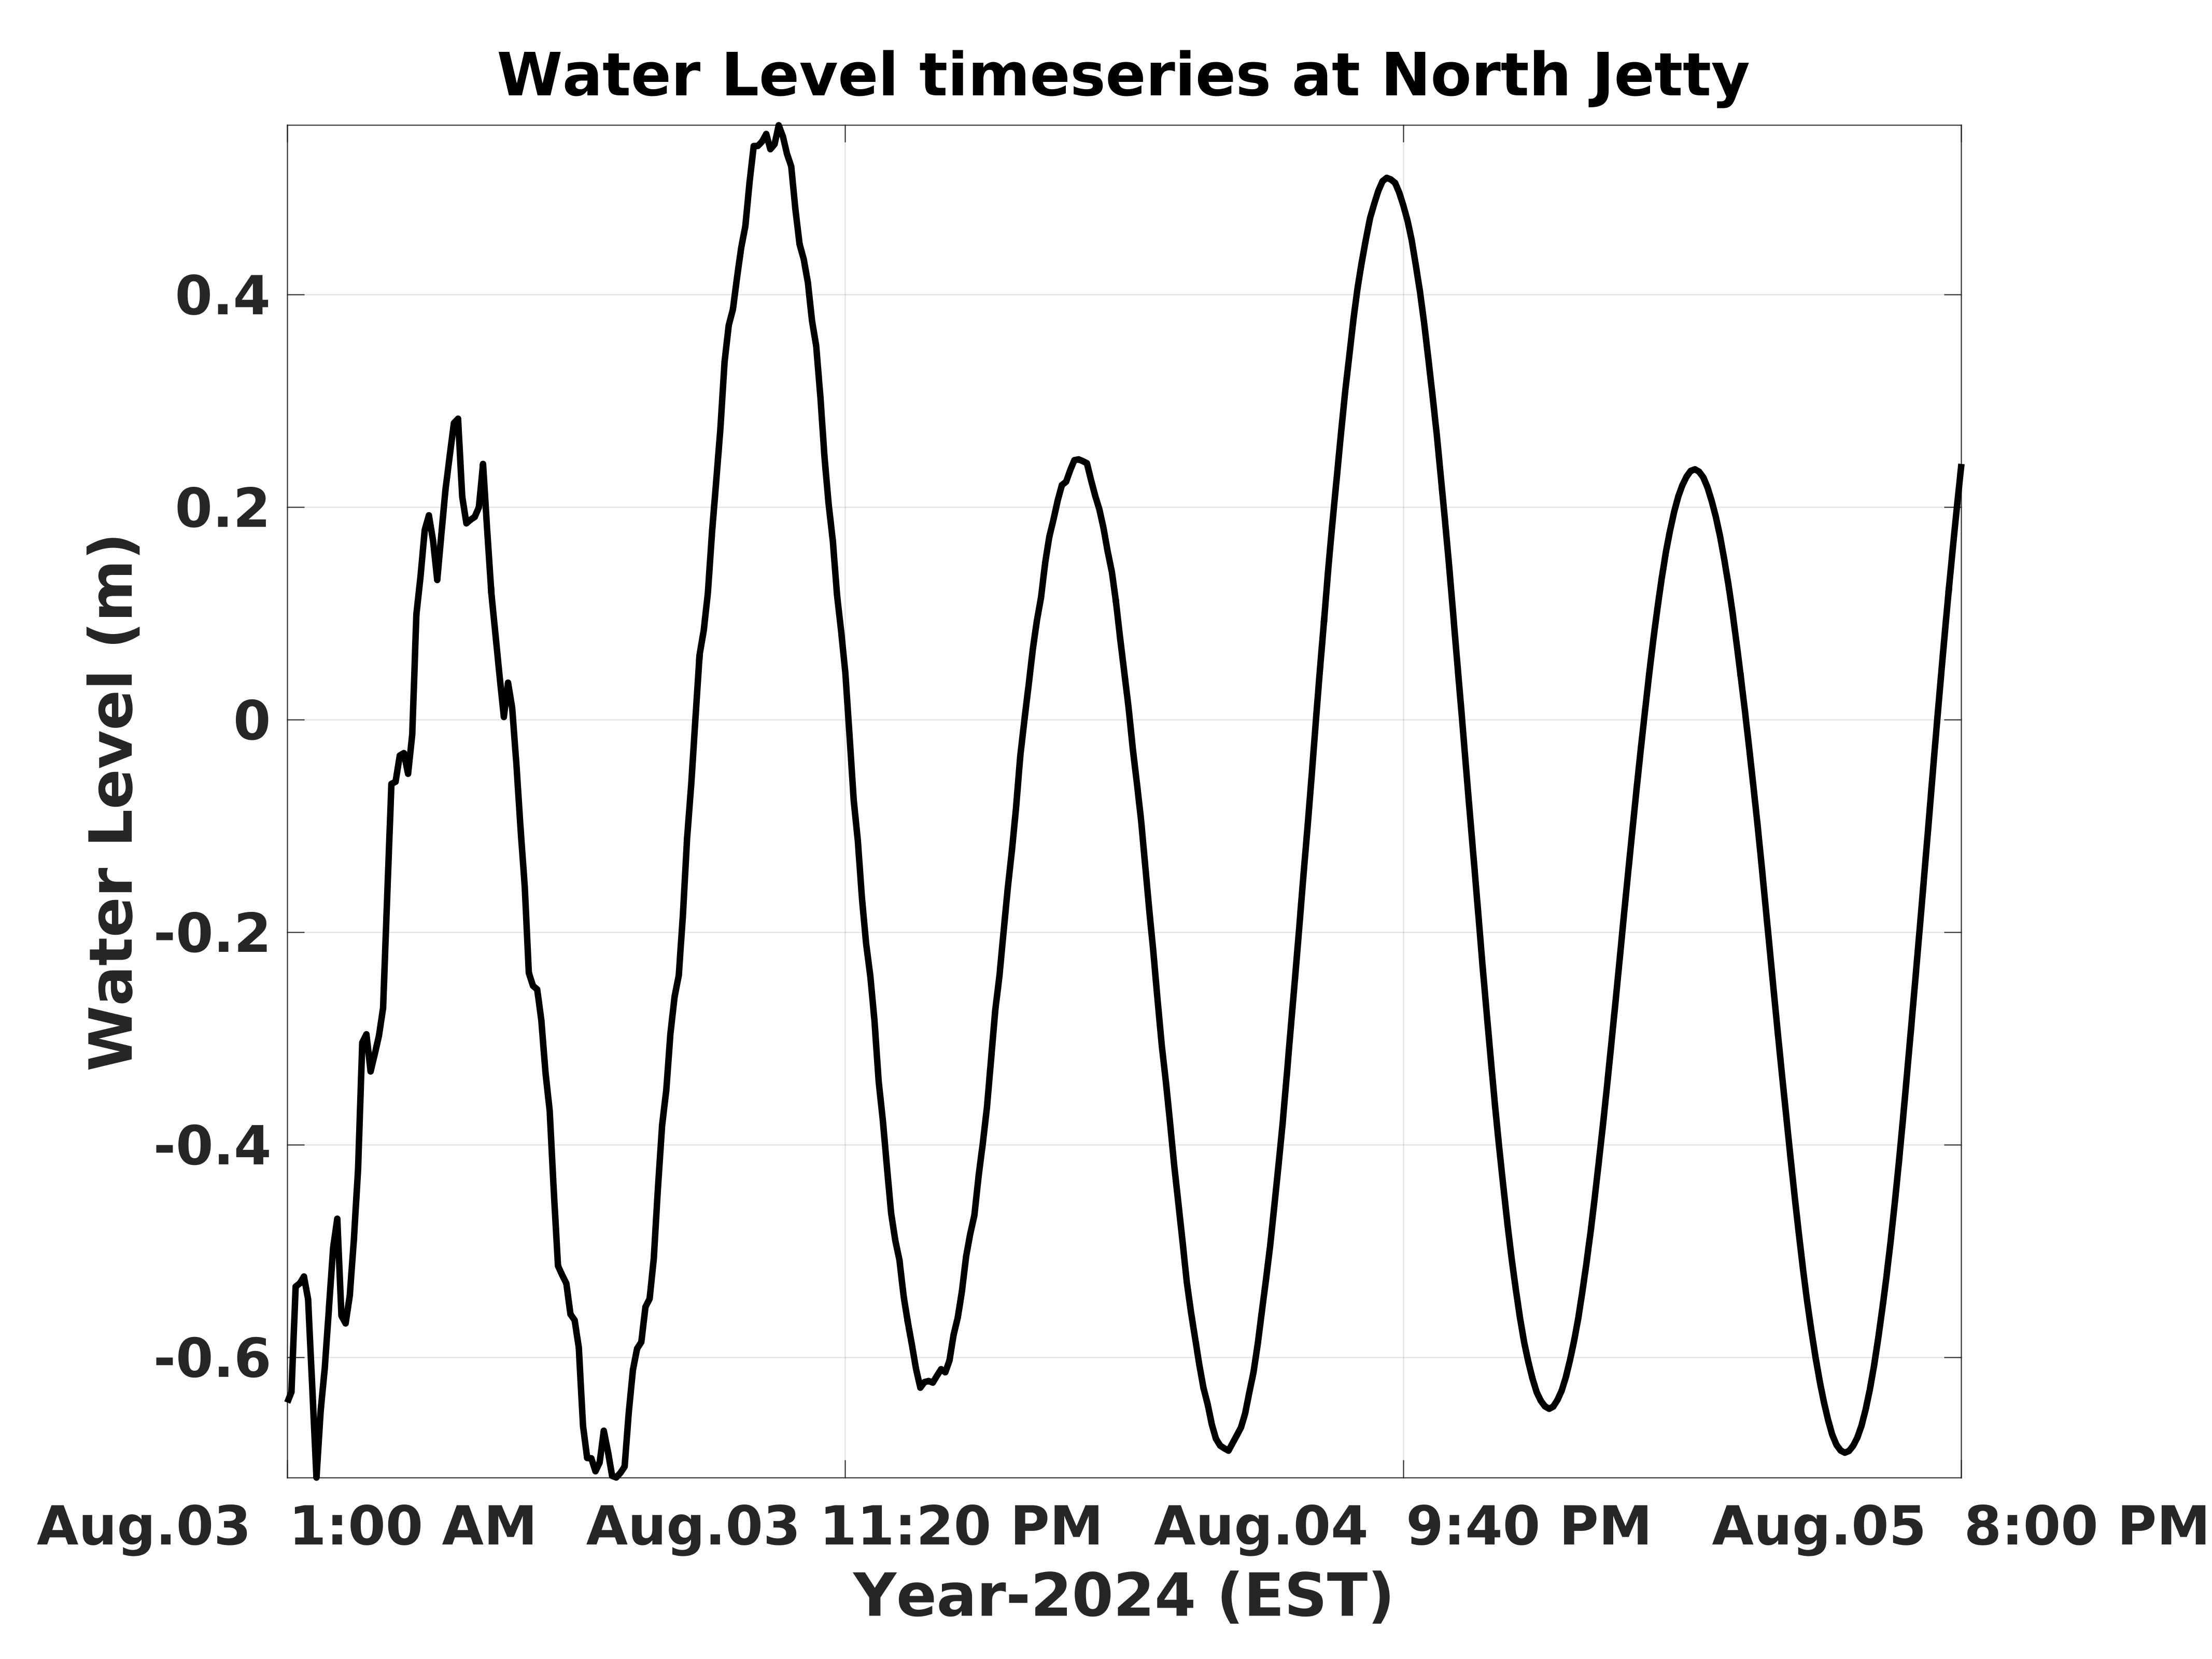 Water Level timeseries at North Jetty
Water Level (m)
0.4
0.2
0
-0.2
-0.4
-0.6
Aug.03  1:00 AM
Aug.03 11:20 PM
Aug.04  9:40 PM
Aug.05  8:00 PM
Year-2024 (EST)